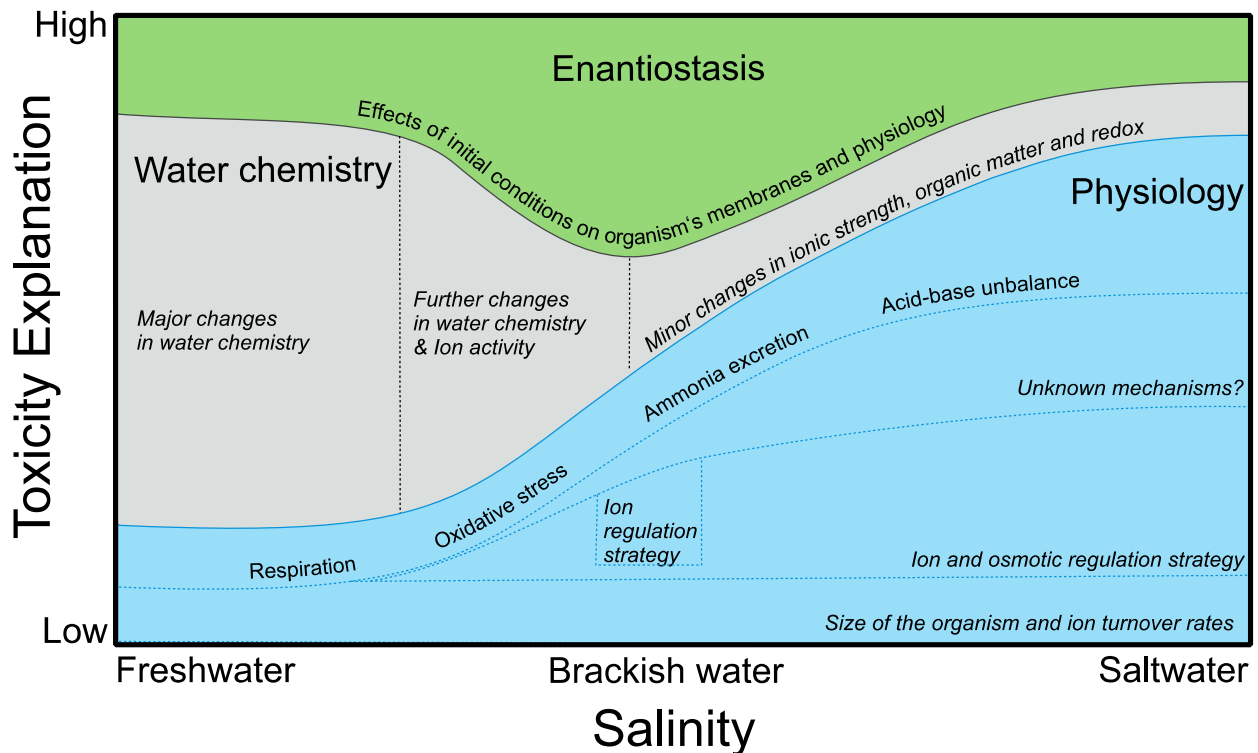 High
Enantiostasis
Effects of initial conditions on organism's membranes and physiology
Water chemistry
Minor changes in ionic strength, organic matter and redox
Physiology
Toxicity Explanation
Major changes
in water chemistry
Further changes
in water chemistry
& Ion activity
Acid-base unbalance
Ammonia excretion
Unknown mechanisms?
Oxidative stress
Ion
regulation
strategy
Respiration
Ion and osmotic regulation strategy
Size of the organism and ion turnover rates
Low
Freshwater
Brackish water
Saltwater
Salinity